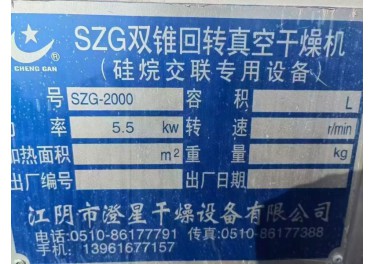 SZG双锥回转真空干燥机
CHENG GAN
(硅烷交联专用设备)
号 SZG-2000 容积 L
率 5.5 kw 转速 r/min
加热面积 m² 重量 kg
出厂编号 出厂日期
江阴市澄星干燥设备有限公司
电话:0510-86177791 传真:0510-86177388
手机: 13961677157